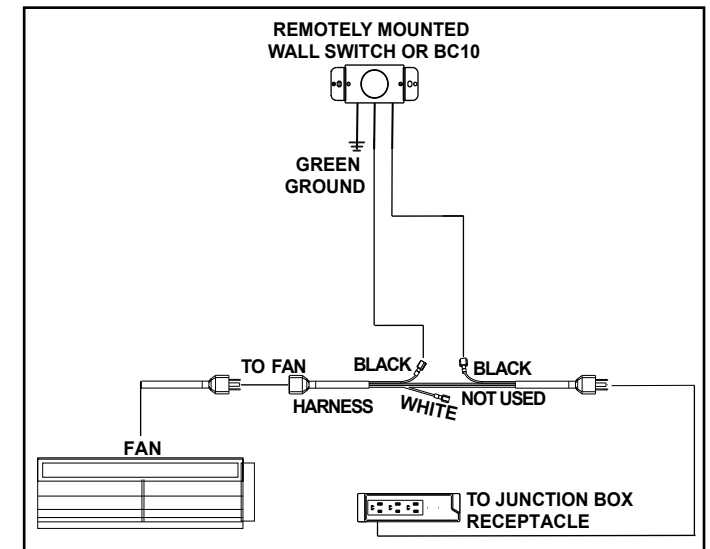 REMOTELY MOUNTED
WALL SWITCH OR BC10
GREEN
GROUND
TO FAN
BLACK
BLACK
HARNESS
WHITE
NOT USED
FAN
TO JUNCTION BOX
RECEPTACLE